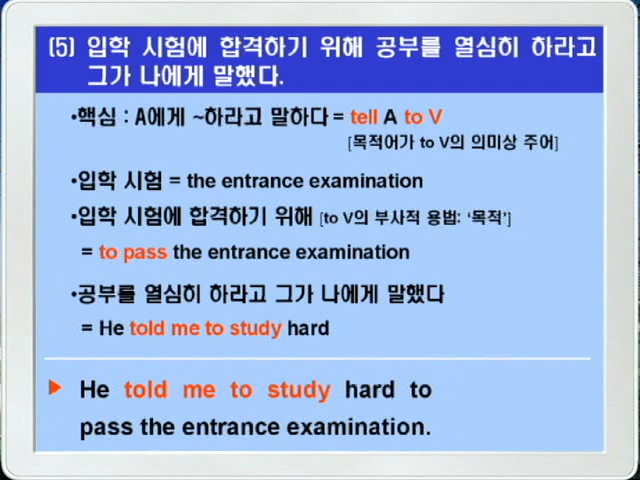 (5) 입학 시험에 합격하기 위해 공부를 열심히 하라고
그가 나에게 말했다.
•핵심 : A에게 ~하라고 말하다 = tell A to V
[목적어가 to V의 의미상 주어]
•입학 시험 = the entrance examination
•입학 시험에 합격하기 위해 [to V의 부사적 용법: ‘목적’]
= to pass the entrance examination
•공부를 열심히 하라고 그가 나에게 말했다
= He told me to study hard
He told me to study hard to
pass the entrance examination.